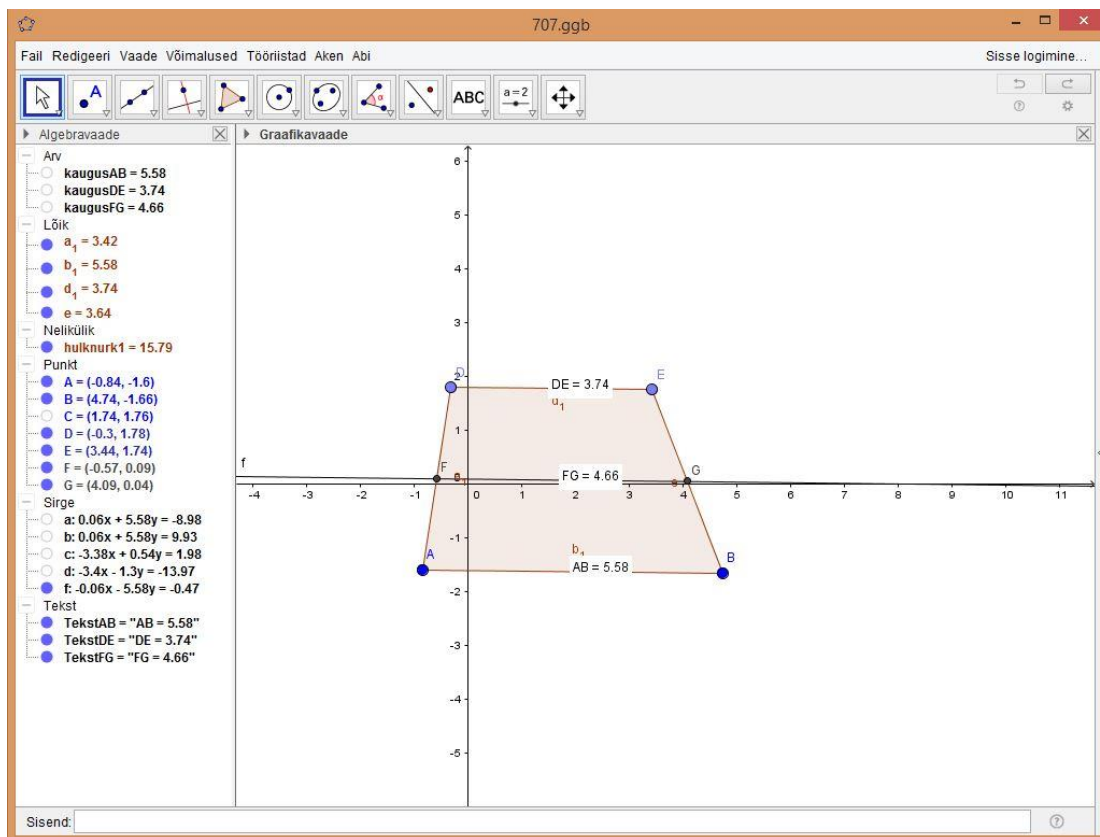 707.ggb
Fail Redigeeri Vaade Võimalused Tööriistad Aken Abi
Sisse logimine...
A
ABC
a = 2
α
Algebravaade
Graafikavaade
Arv
kaugusAB = 5.58
kaugusDE = 3.74
kaugusFG = 4.66
Lõik
a1 = 3.42
b1 = 5.58
d1 = 3.74
e = 3.64
Nelikülik
hulknurk1 = 15.79
Punkt
A = (-0.84, -1.6)
B = (4.74, -1.66)
C = (1.74, 1.76)
D = (-0.3, 1.78)
E = (3.44, 1.74)
F = (-0.57, 0.09)
G = (4.09, 0.04)
Sirge
a: 0.06x + 5.58y = -8.98
b: 0.06x + 5.58y = 9.93
c: -3.38x + 0.54y = 1.98
d: -3.4x - 1.3y = -13.97
f: -0.06x - 5.58y = -0.47
Tekst
TekstAB = "AB = 5.58"
TekstDE = "DE = 3.74"
TekstFG = "FG = 4.66"
6
5
4
3
2
D
E
DE = 3.74
d1
1
f
F
FG = 4.66
G
-4 -3 -2 -1 0 1 2 3 4 5 6 7 8 9 10 11
-1
b1
A
AB = 5.58
B
-2
-3
-4
-5
Sisend: